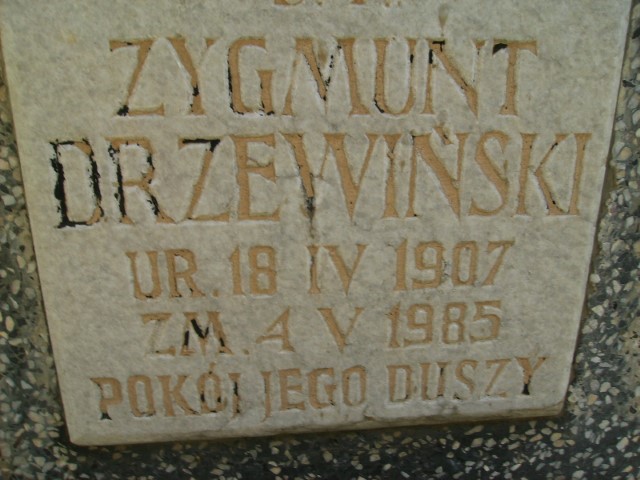 ZYGMUNT
DRZEWIŃSKI
UR. 18 IV 1907
ZM. 4 V 1985
POKÓJ JEGO DUSZY